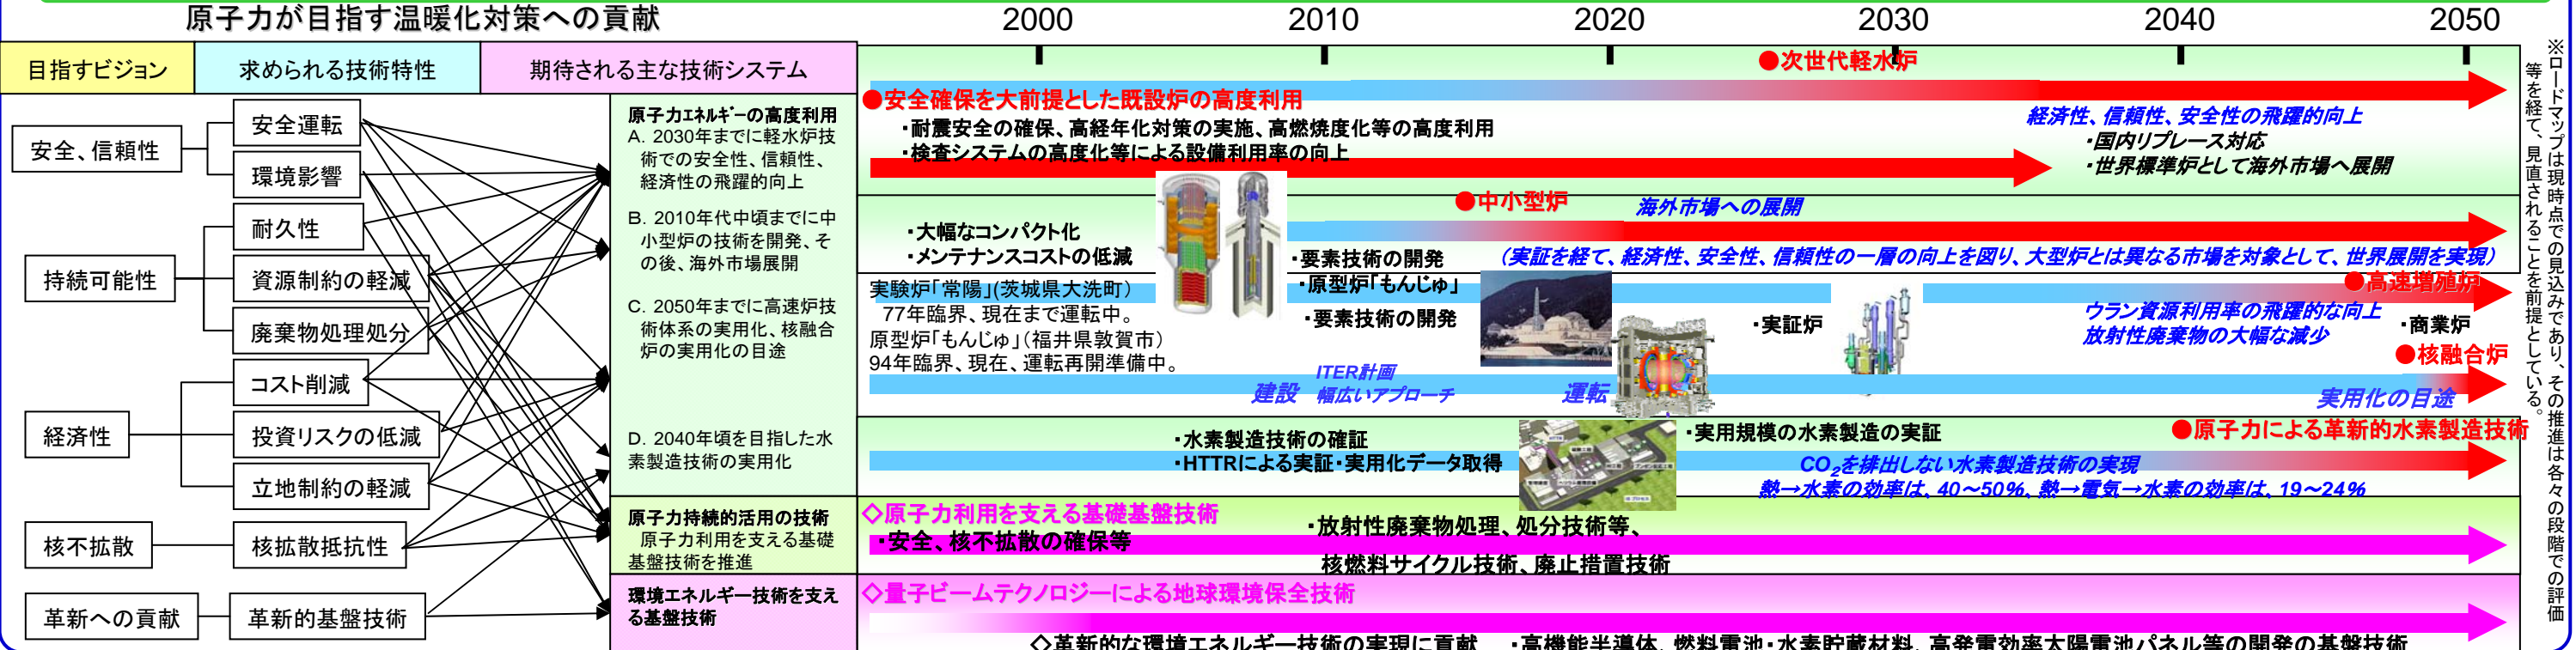 原子力が目指す温暖化対策への貢献
2000 2010 2020 2030 2040 2050
目指すビジョン
求められる技術特性
期待される主な技術システム
安全、信頼性
持続可能性
経済性
核不拡散
革新への貢献
安全運転
環境影響
耐久性
資源制約の軽減
廃棄物処理処分
コスト削減
投資リスクの低減
立地制約の軽減
核拡散抵抗性
革新的基盤技術
原子力エネルギーの高度利用
A. 2030年までに軽水炉技
術での安全性、信頼性、
経済性の飛躍的向上
B. 2010年代中頃までに中
小型炉の技術を開発、そ
の後、海外市場展開
C. 2050年までに高速炉技
術体系の実用化、核融合
炉の実用化の目途
D. 2040年頃を目指した水
素製造技術の実用化
原子力持続的活用の技術
原子力利用を支える基礎
基盤技術を推進
環境エネルギー技術を支え
る基盤技術
●次世代軽水炉
●安全確保を大前提とした既設炉の高度利用
・耐震安全の確保、高経年化対策の実施、高燃焼度化等の高度利用
・検査システムの高度化等による設備利用率の向上
経済性、信頼性、安全性の飛躍的向上
・国内リプレース対応
・世界標準炉として海外市場へ展開
●中小型炉
海外市場への展開
・大幅なコンパクト化
・メンテナンスコストの低減
・要素技術の開発
（実証を経て、経済性、安全性、信頼性の一層の向上を図り、大型炉とは異なる市場を対象として、世界展開を実現）
●高速増殖炉
実験炉「常陽」（茨城県大洗町）
77年臨界、現在まで運転中。
原型炉「もんじゅ」（福井県敦賀市）
94年臨界、現在、運転再開準備中。
・原型炉「もんじゅ」
・要素技術の開発
・実証炉
ウラン資源利用率の飛躍的な向上
放射性廃棄物の大幅な減少
・商業炉
●核融合炉
建設
ITER計画
幅広いアプローチ
運転
実用化の目途
・水素製造技術の確証
・HTTRによる実証・実用化データ取得
・実用規模の水素製造の実証
●原子力による革新的水素製造技術
CO₂を排出しない水素製造技術の実現
熱→水素の効率は、40～50%、熱→電気→水素の効率は、19～24%
◇原子力利用を支える基礎基盤技術
・安全、核不拡散の確保等
・放射性廃棄物処理、処分技術等、
核燃料サイクル技術、廃止措置技術
◇量子ビームテクノロジーによる地球環境保全技術
◇革新的な環境エネルギー技術の実現に貢献 ・高機能半導体、燃料電池・水素貯蔵材料、高発電効率太陽電池パネル等の開発の基盤技術
※ロードマップは現時点での見込みであり、その推進は各々の段階での評価
等を経て、見直されることを前提としている。